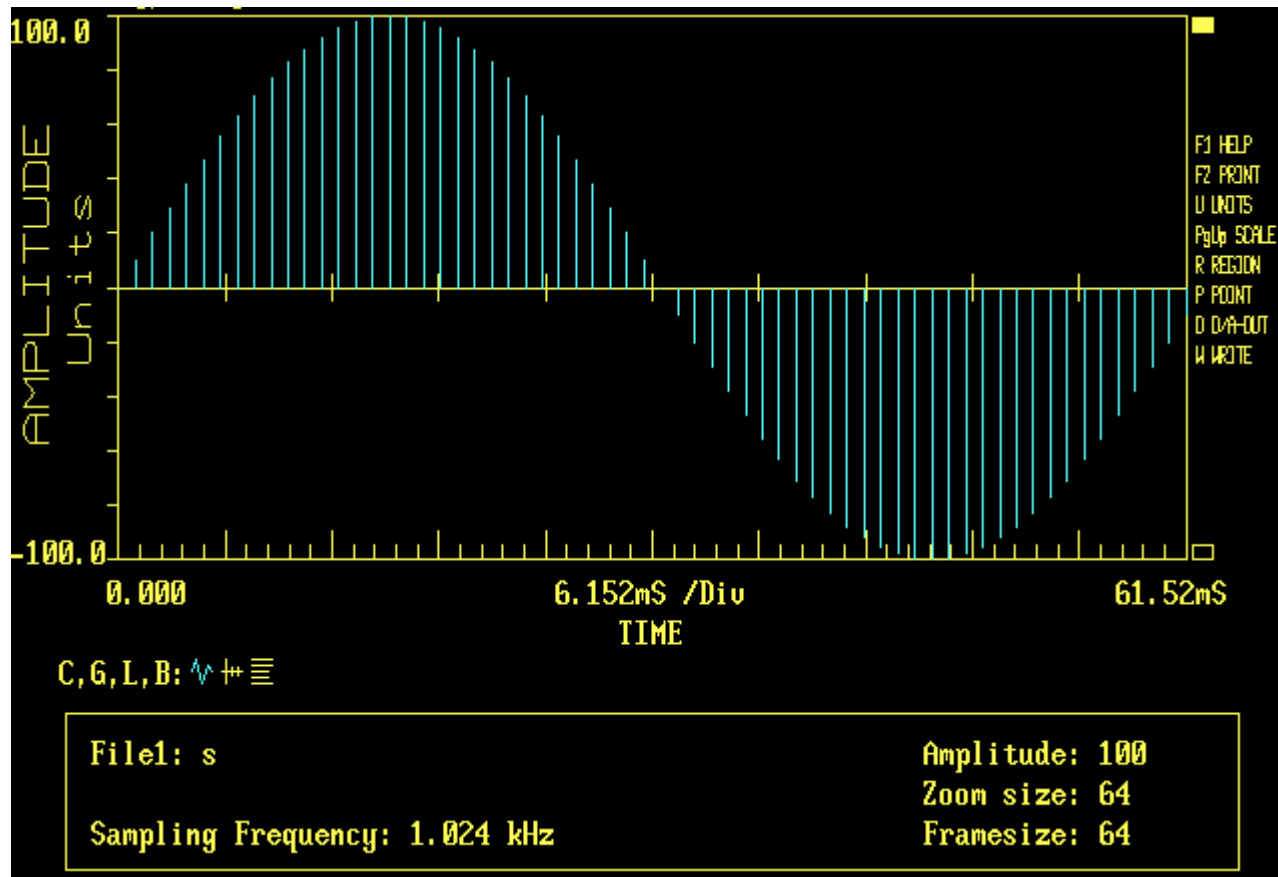 100.0
AMPLITUDE
Units
-100.0
0.000 6.152mS /Div 61.52mS
TIME
F1 HELP
F2 PRINT
U UNITS
PgUp SCALE
R REGION
P POINT
D D/A-OUT
W WRITE
C,G,L,B:
File1: s
Sampling Frequency: 1.024 kHz
Amplitude: 100
Zoom size: 64
Framesize: 64